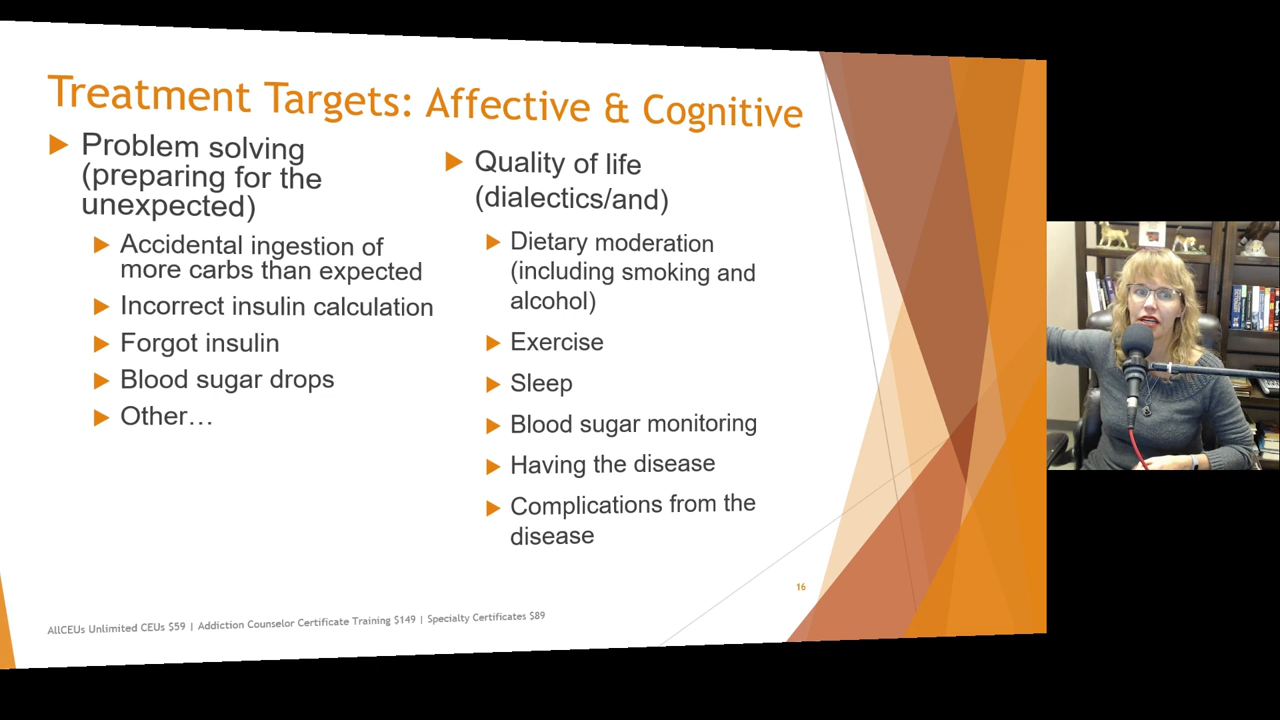 Treatment Targets: Affective & Cognitive
Problem solving
(preparing for the
unexpected)
Accidental ingestion of
more carbs than expected
Incorrect insulin calculation
Forgot insulin
Blood sugar drops
Other…
Quality of life
(dialectics/and)
Dietary moderation
(including smoking and
alcohol)
Exercise
Sleep
Blood sugar monitoring
Having the disease
Complications from the
disease
16
AllCEUs Unlimited CEUs $59 | Addiction Counselor Certificate Training $149 | Specialty Certificates $89